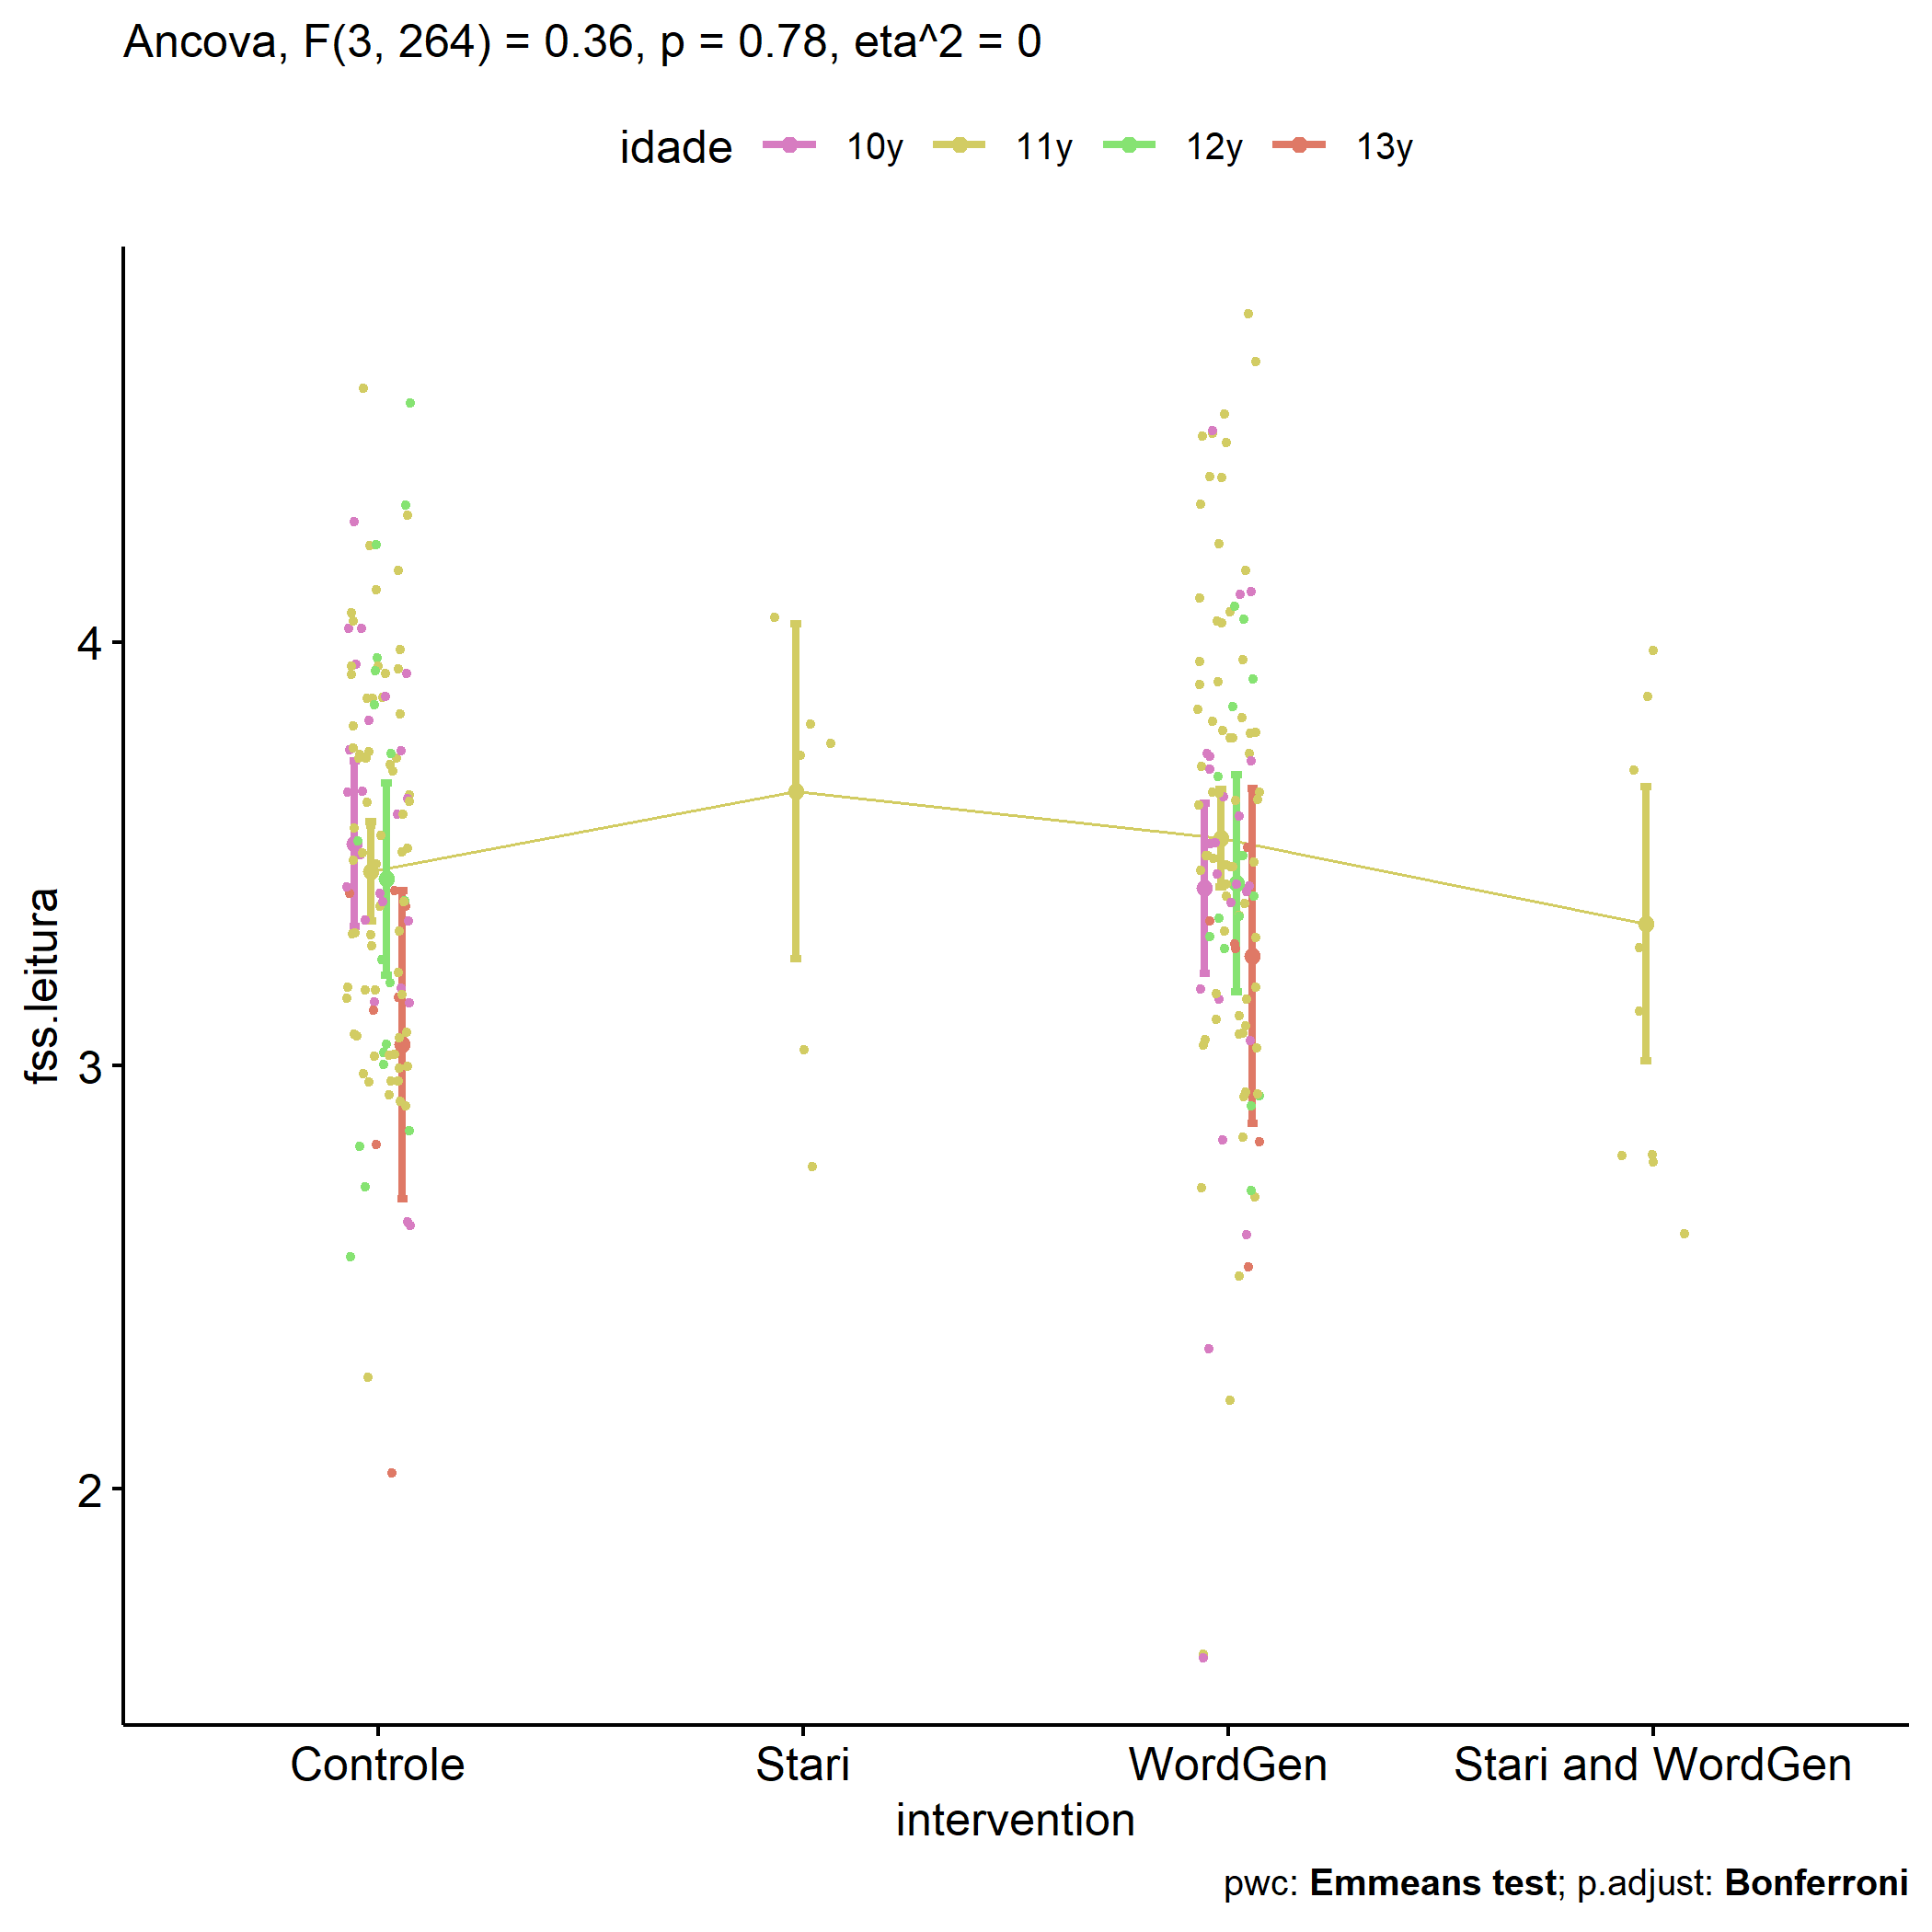 Ancova, F(3, 264) = 0.36, p = 0.78, eta^2 = 0
idade 10y 11y 12y 13y
fss.leitura
4
3
2
Controle Stari WordGen Stari and WordGen
intervention
pwc: Emmeans test; p.adjust: Bonferroni